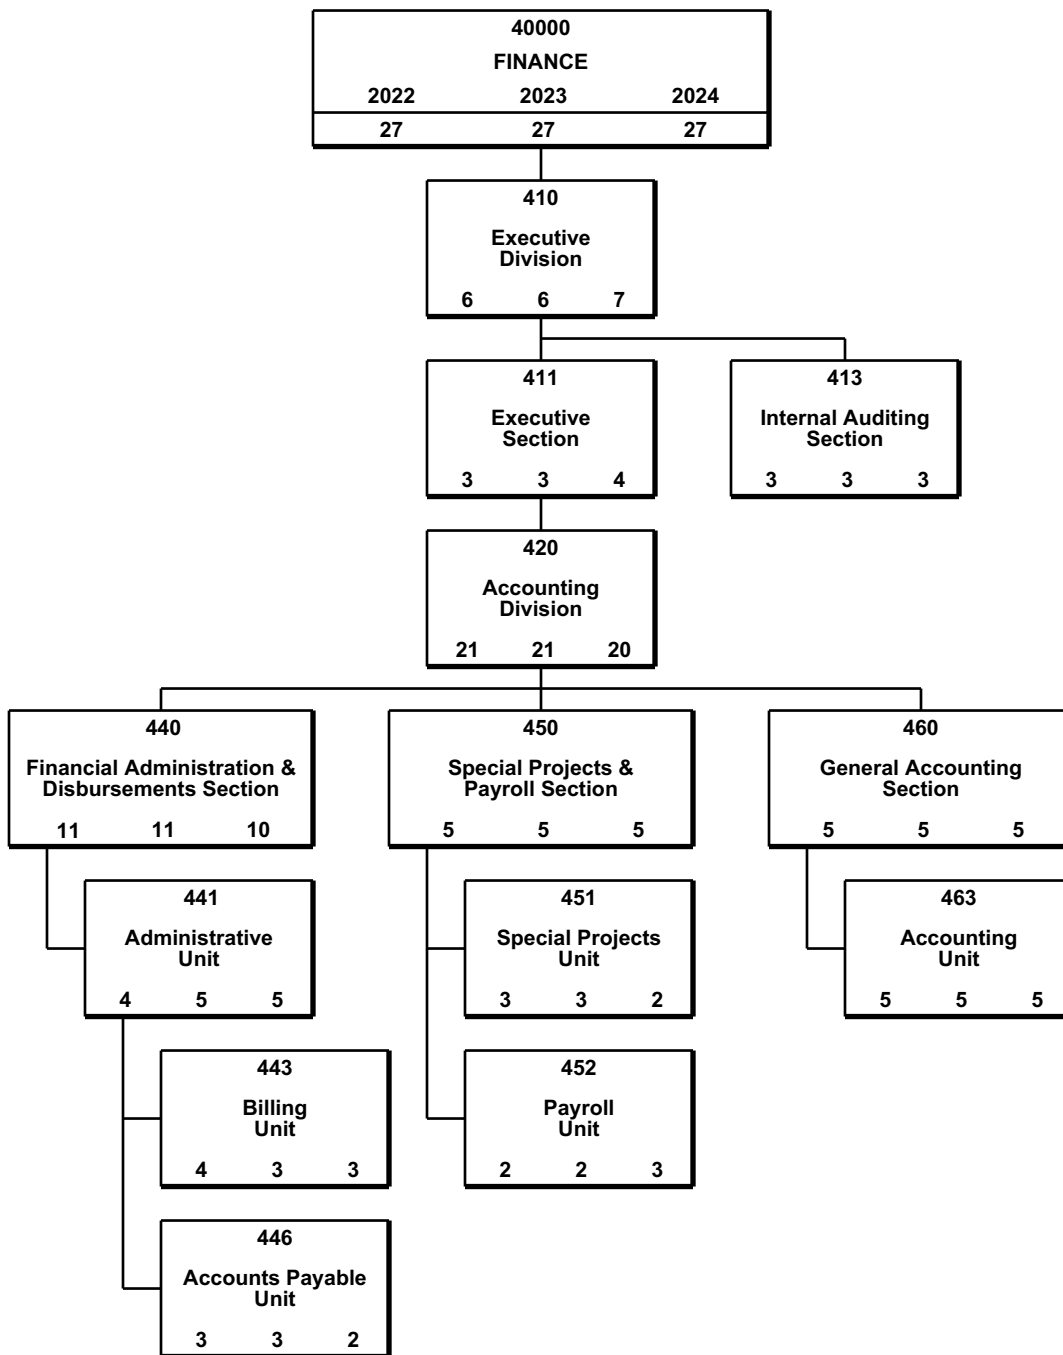 40000
FINANCE
2022 2023 2024
27 27 27
410
Executive
Division
6 6 7
411
Executive
Section
3 3 4
413
Internal Auditing
Section
3 3 3
420
Accounting
Division
21 21 20
440
Financial Administration &
Disbursements Section
11 11 10
450
Special Projects &
Payroll Section
5 5 5
460
General Accounting
Section
5 5 5
441
Administrative
Unit
4 5 5
451
Special Projects
Unit
3 3 2
463
Accounting
Unit
5 5 5
443
Billing
Unit
4 3 3
452
Payroll
Unit
2 2 3
446
Accounts Payable
Unit
3 3 2